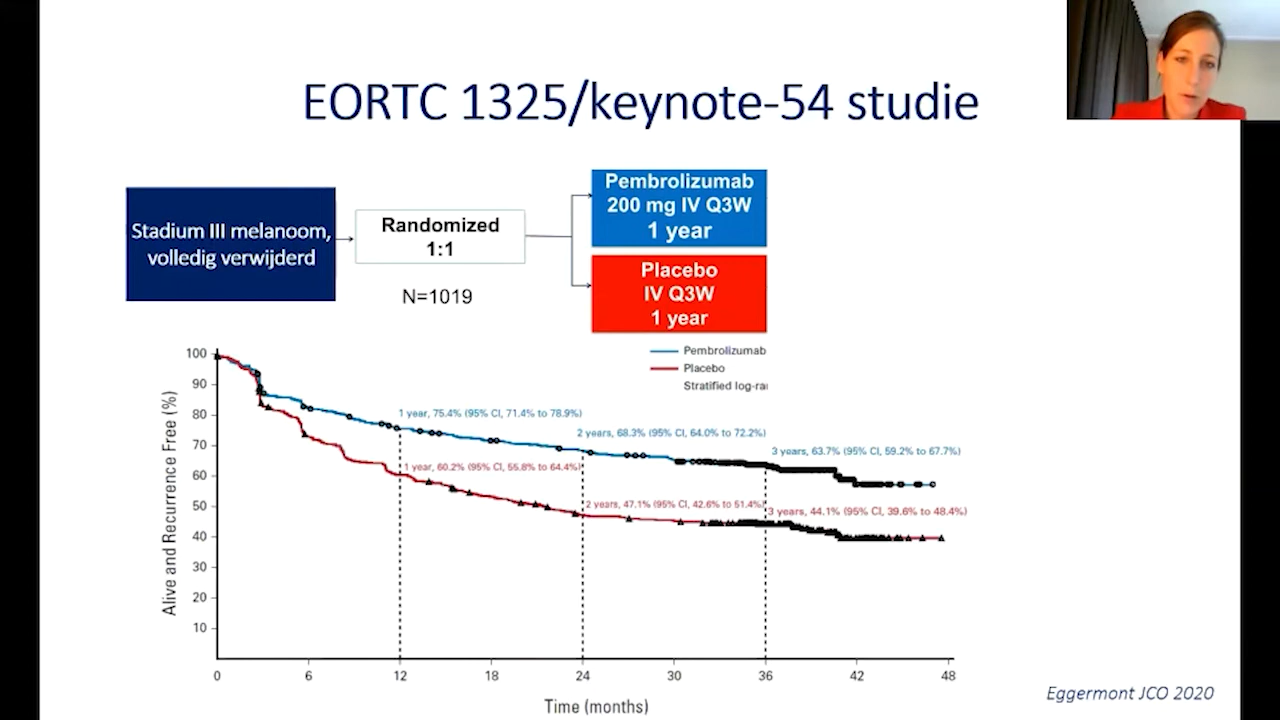 EORTC 1325/keynote-54 studie
Stadium III melanoom,
volledig verwijderd
Randomized
1:1
N=1019
Pembrolizumab
200 mg IV Q3W
1 year
Placebo
IV Q3W
1 year
Pembrolizumab
Placebo
Stratified log-ra
Alive and Recurrence Free (%)
100
90
80
70
60
50
40
30
20
10
1 year, 75.4% (95% CI, 71.4% to 78.9%)
2 years, 68.3% (95% CI, 64.0% to 72.2%)
3 years, 63.7% (95% CI, 59.2% to 67.7%)
1 year, 60.2% (95% CI, 55.8% to 64.4%)
2 years, 47.1% (95% CI, 42.6% to 51.4%)
3 years, 44.1% (95% CI, 39.6% to 48.4%)
0 6 12 18 24 30 36 42 48
Time (months)
Eggermont JCO 2020